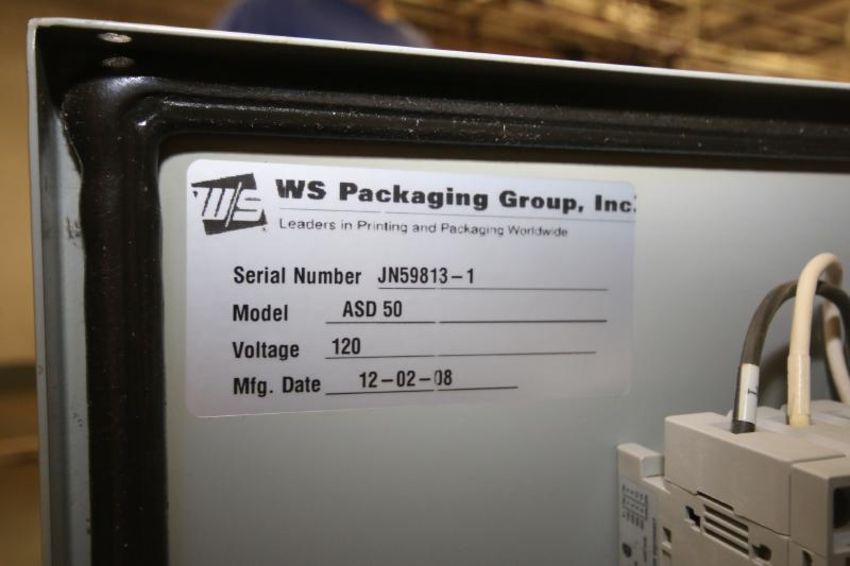 WS
WS Packaging Group, Inc.
Leaders in Printing and Packaging Worldwide
Serial Number JN59813-1
Model ASD 50
Voltage 120
Mfg. Date 12-02-08